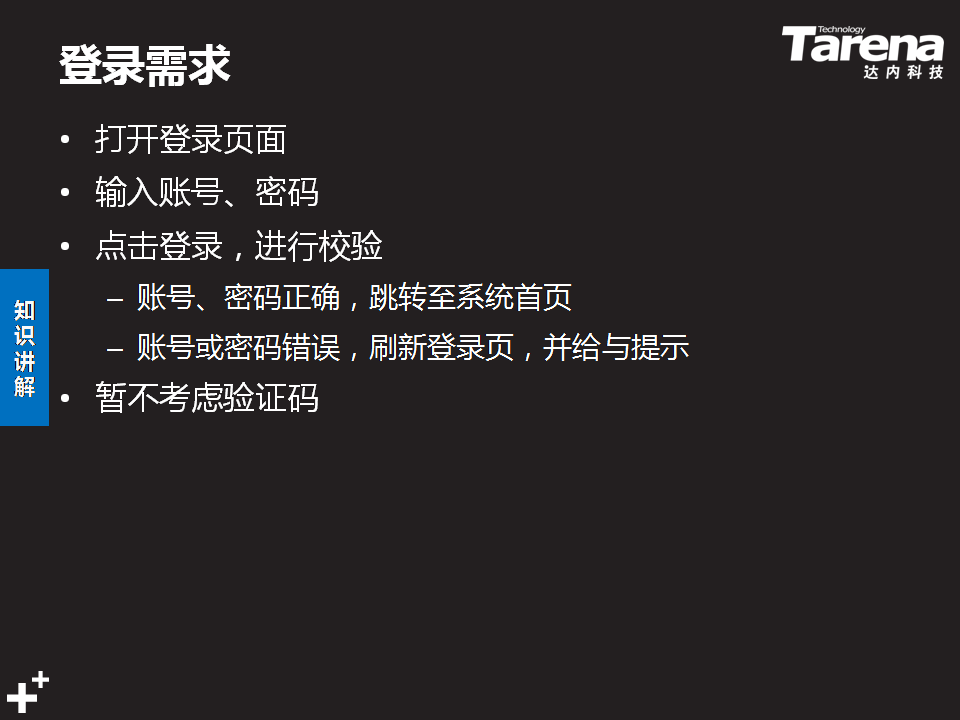 登录需求
Technology
Tarena
达内科技
• 打开登录页面
• 输入账号、密码
• 点击登录，进行校验
– 账号、密码正确，跳转至系统首页
– 账号或密码错误，刷新登录页，并给与提示
• 暂不考虑验证码
知识讲解